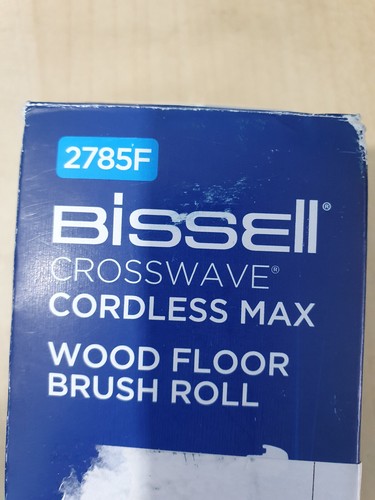 2785F
BISSELL®
CROSSWAVE®
CORDLESS MAX
WOOD FLOOR
BRUSH ROLL